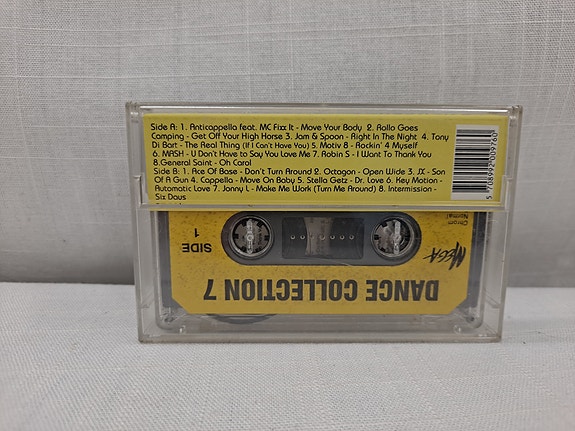 Side A: 1. Anticappella feat. MC Fixx It - Move Your Body 2. Rollo Goes
Camping - Get Off Your High Horse 3. Jam & Spoon - Right In The Night 4. Tony
Di Bart - The Real Thing (If I Can't Have You) 5. Motiv 8 - Rockin' 4 Myself
6. MASH - U Don't Have to Say You Love Me 7. Robin S - I Want To Thank You
8.General Saint - Oh Carol
Side B: 1. Ace Of Base - Don't Turn Around 2. Octagon - Open Wide 3. JX - Son
Of A Gun 4. Cappella - Move On Baby 5. Stella Getz - Dr. Love 6. Key Motion -
Automatic Love 7. Jonny L - Make Me Work (Turn Me Around) 8. Intermission -
Six Days
5 708992 009760
Chrom
Normal
MEGA
SIDE
1
DANCE COLLECTION 7